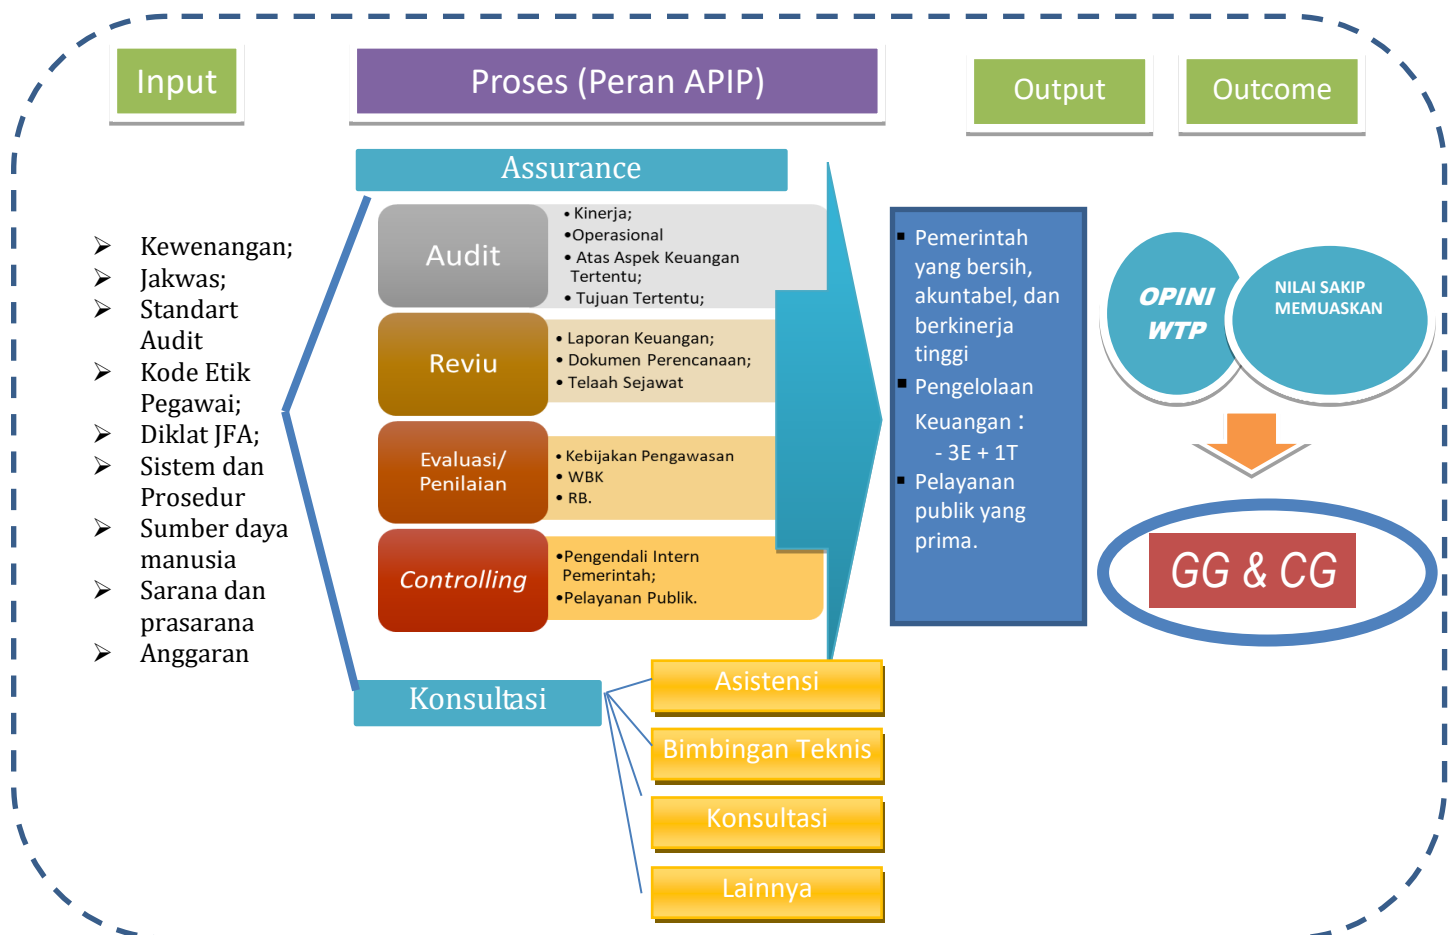 Input
Proses (Peran APIP)
Output
Outcome
➢ Kewenangan;
➢ Jakwas;
➢ Standart
Audit
➢ Kode Etik
Pegawai;
➢ Diklat JFA;
➢ Sistem dan
Prosedur
➢ Sumber daya
manusia
➢ Sarana dan
prasarana
➢ Anggaran
Assurance
Audit
• Kinerja;
•Operasional
• Atas Aspek Keuangan
Tertentu;
• Tujuan Tertentu;
Reviu
• Laporan Keuangan;
• Dokumen Perencanaan;
• Telaah Sejawat
Evaluasi/
Penilaian
• Kebijakan Pengawasan
• WBK
• RB.
Controlling
•Pengendali Intern
Pemerintah;
•Pelayanan Publik.
Konsultasi
Asistensi
Bimbingan Teknis
Konsultasi
Lainnya
▪ Pemerintah
yang bersih,
akuntabel, dan
berkinerja
tinggi
▪ Pengelolaan
Keuangan :
- 3E + 1T
▪ Pelayanan
publik yang
prima.
OPINI
WTP
NILAI SAKIP
MEMUASKAN
GG & CG